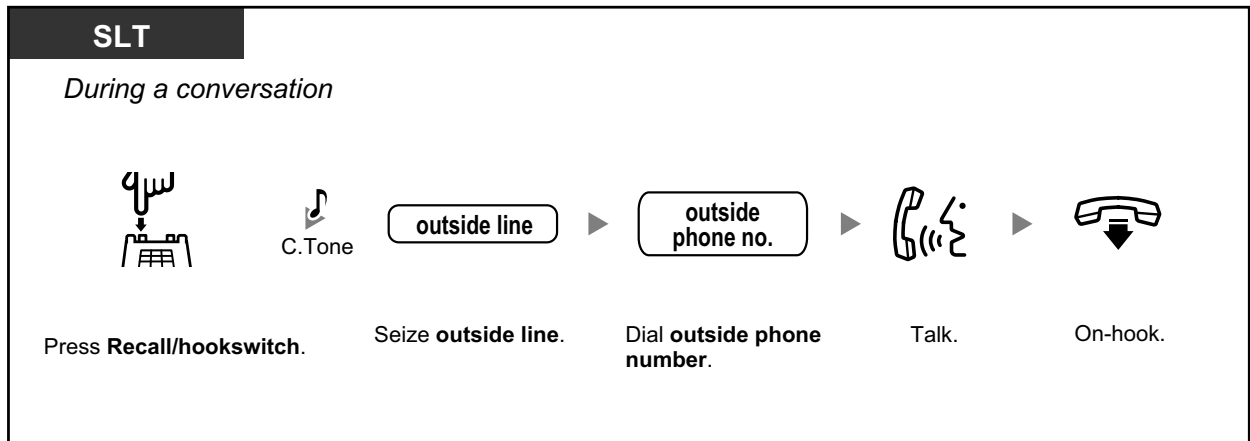 SLT
During a conversation
C.Tone
outside line
outside
phone no.
Press Recall/hookswitch.
Seize outside line.
Dial outside phone
number.
Talk.
On-hook.